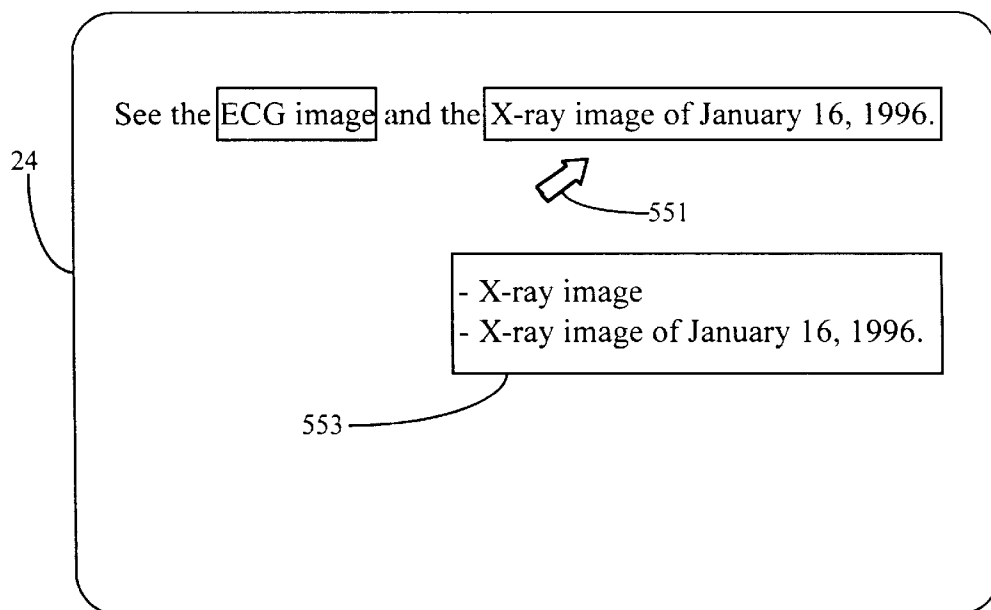 See the ECG image and the X-ray image of January 16, 1996.
24
551
- X-ray image
- X-ray image of January 16, 1996.
553